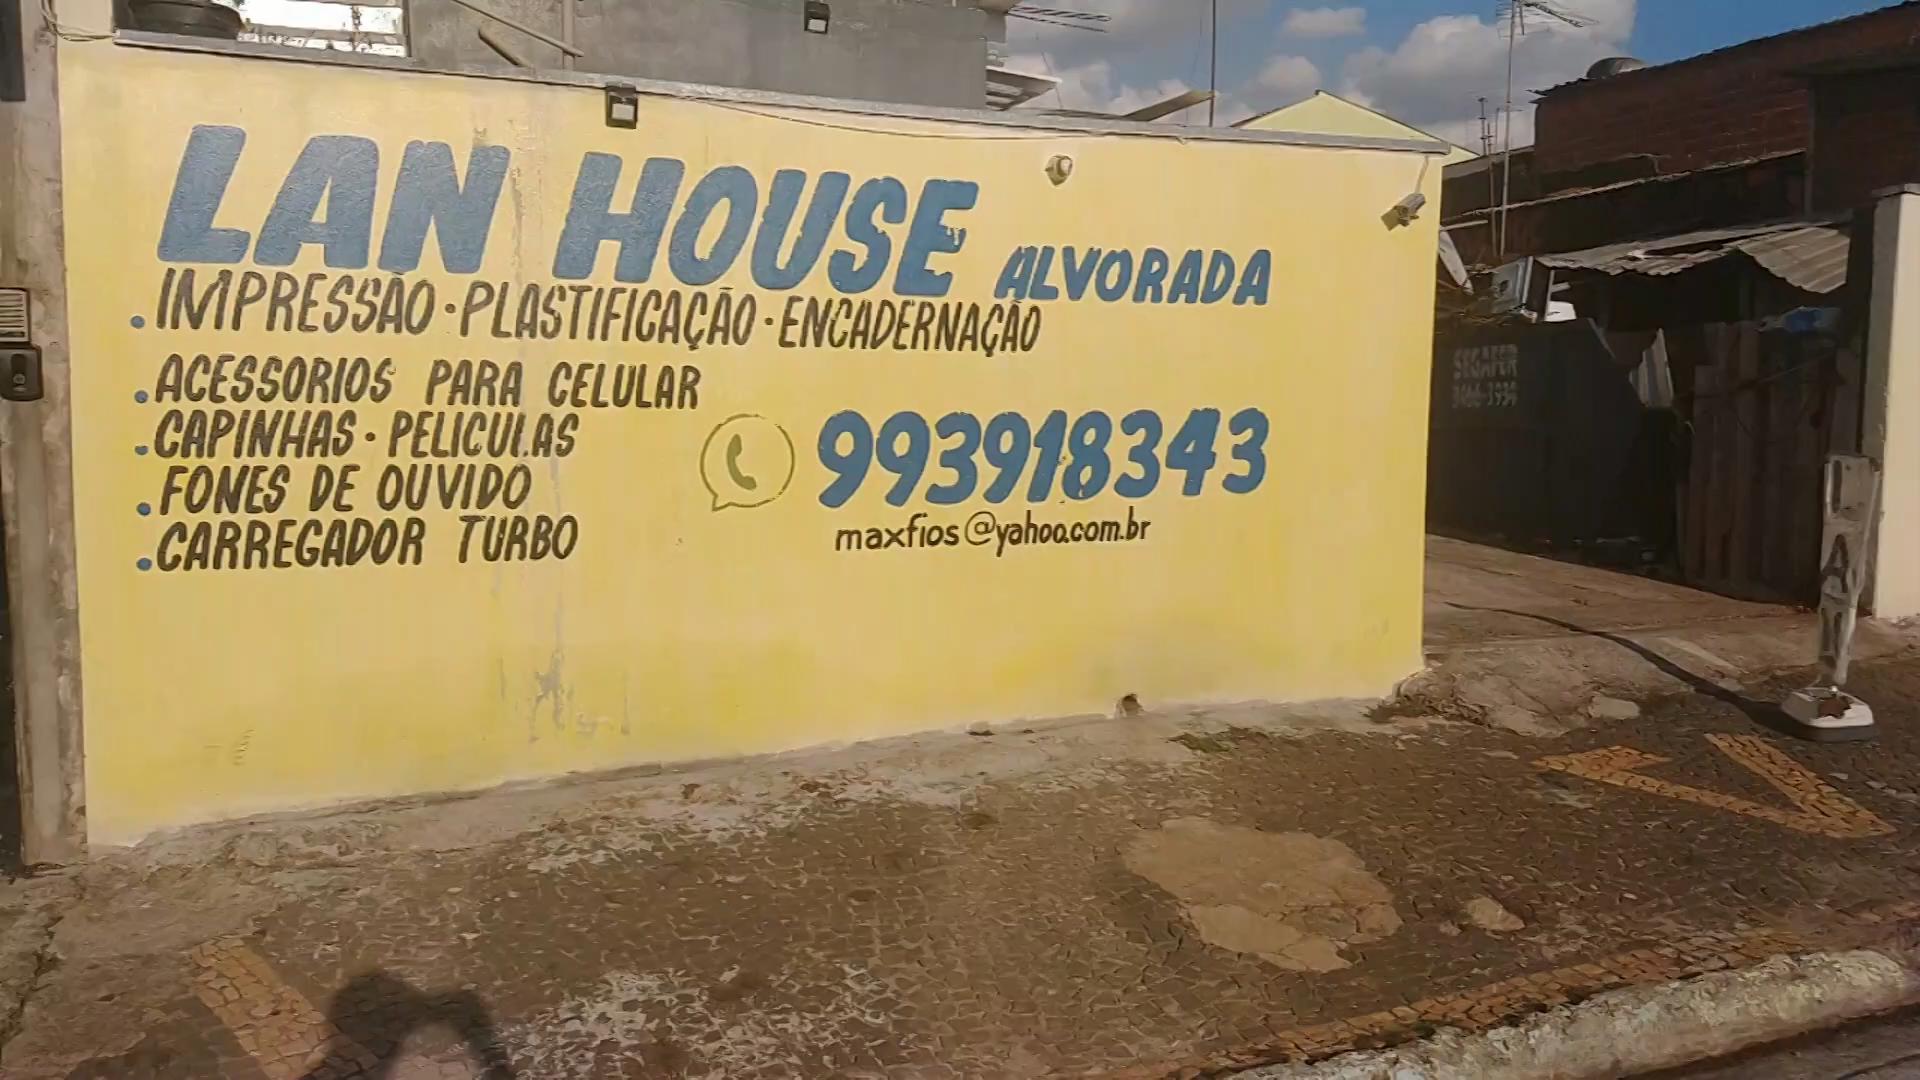 LAN HOUSE ALVORADA
. IMPRESSÃO · PLASTIFICAÇÃO · ENCADERNAÇÃO
. ACESSORIOS PARA CELULAR
. CAPINHAS · PELICULAS
. FONES DE OUVIDO
. CARREGADOR TURBO
993918343
maxfios@yahoo.com.br
SEGAFER